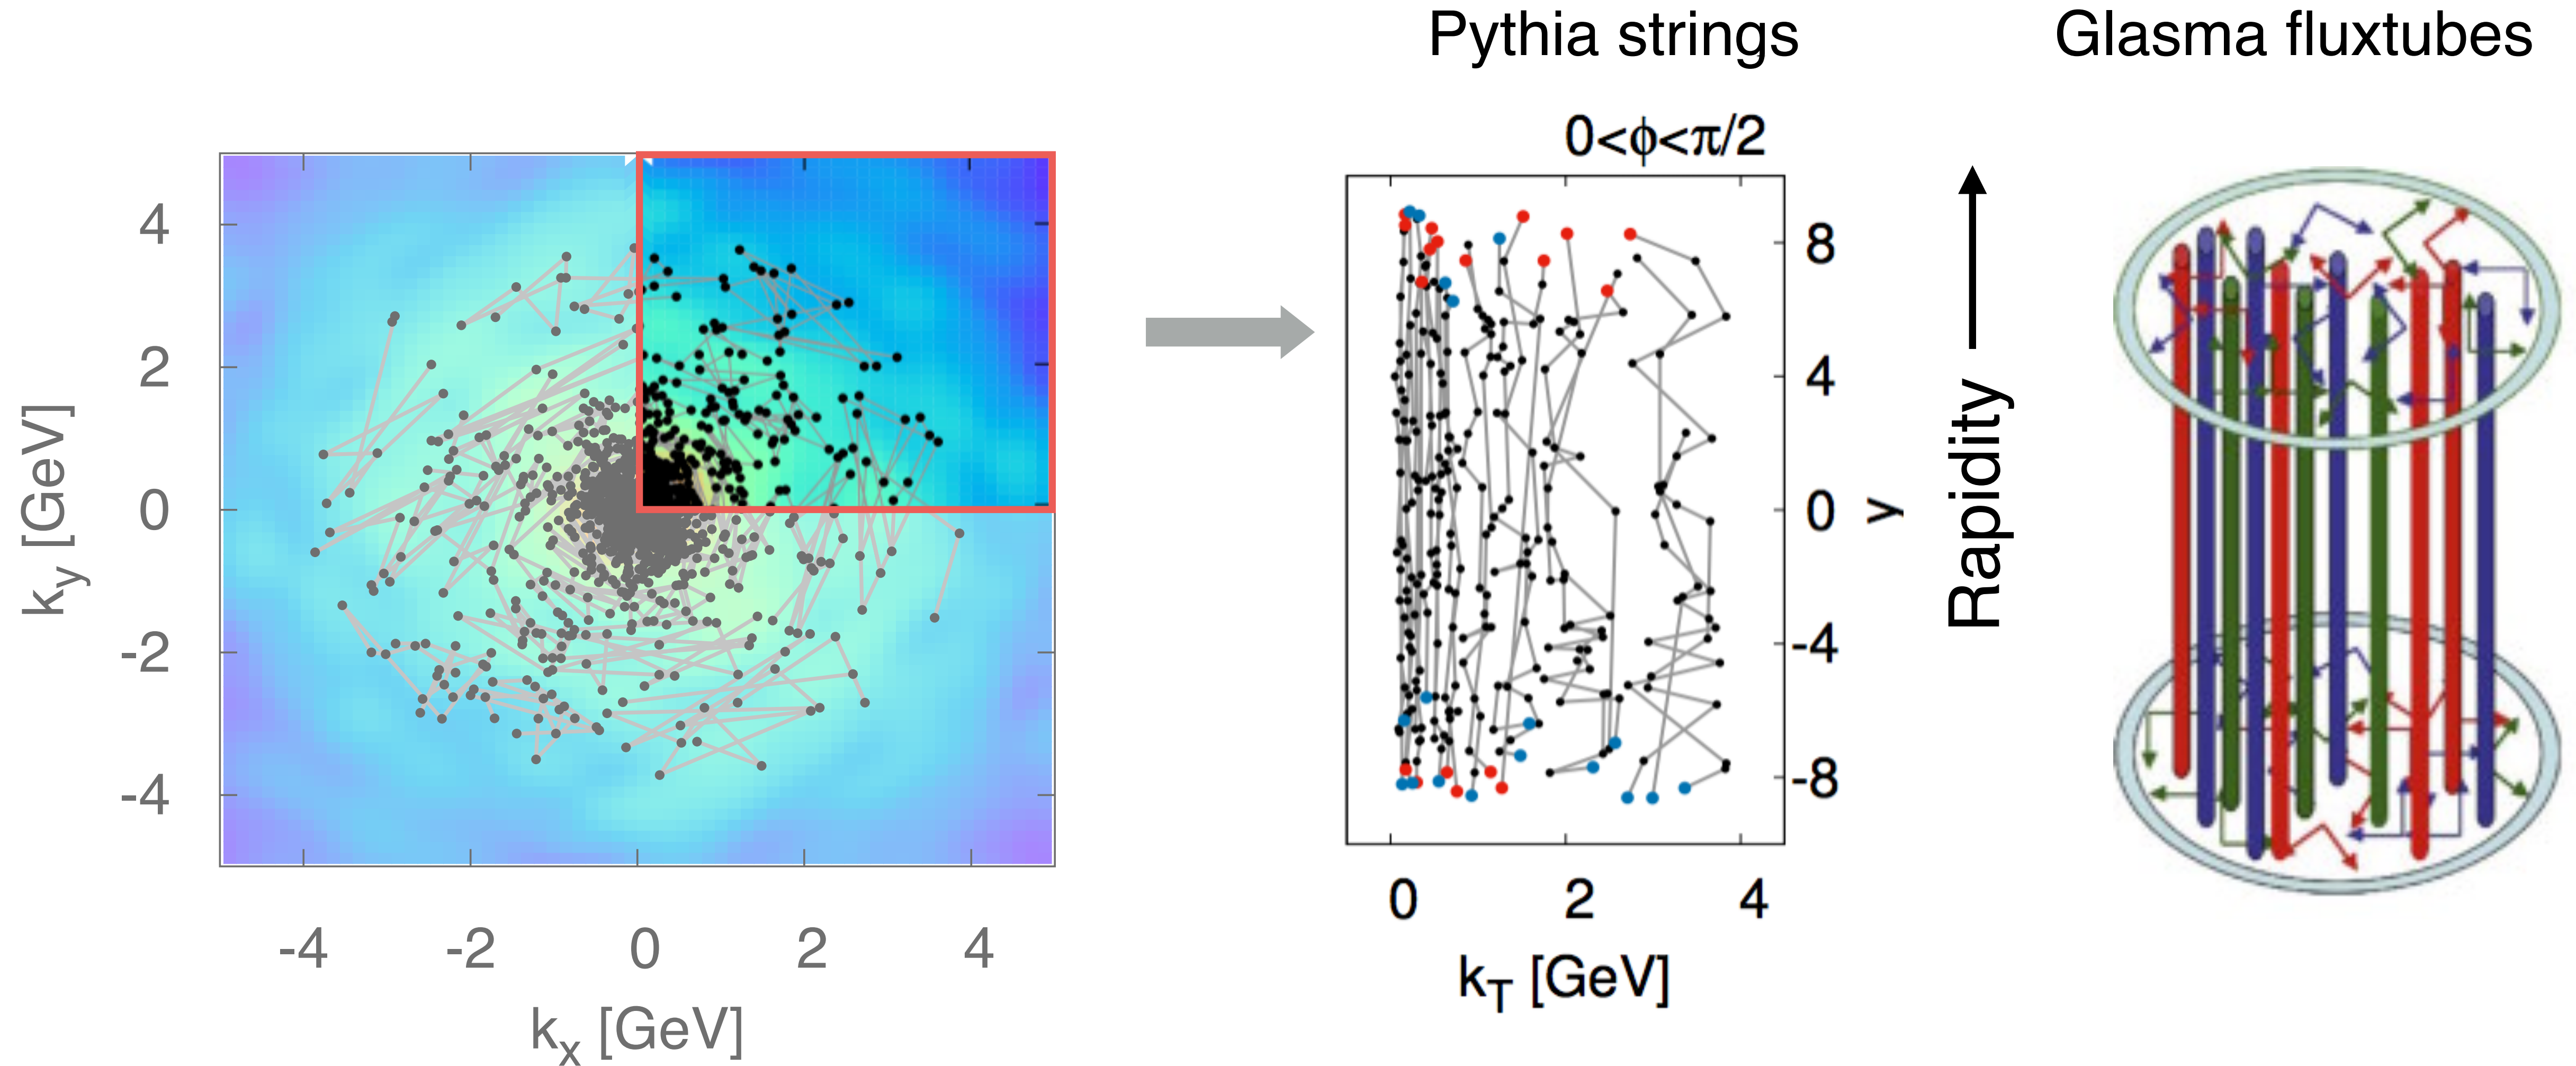 Pythia strings
Glasma fluxtubes
0<ϕ<π/2
4
2
0
-2
-4
k_y [GeV]
-4
-2
0
2
4
k_x [GeV]
8
4
0
-4
-8
y
0
2
4
k_T [GeV]
Rapidity